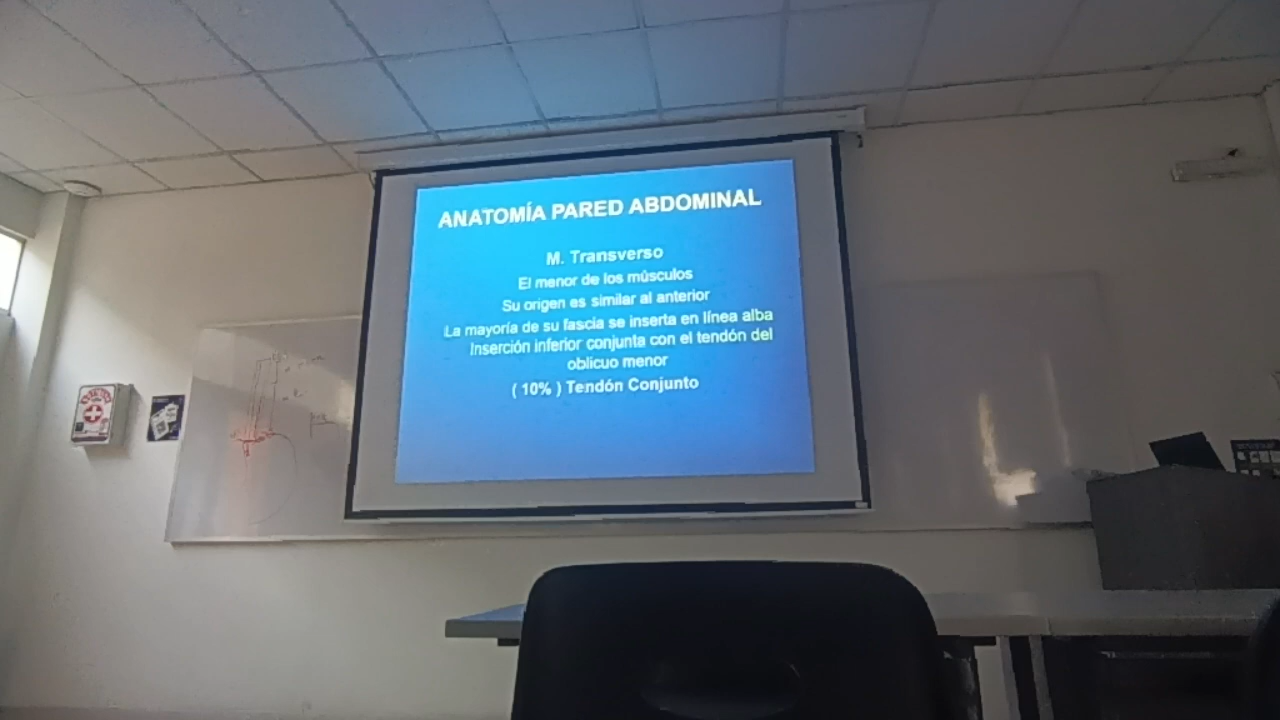 ANATOMÍA PARED ABDOMINAL
M. Transverso
El menor de los músculos
Su origen es similar al anterior
La mayoría de su fascia se inserta en línea alba
Inserción inferior conjunta con el tendón del
oblicuo menor
( 10% ) Tendón Conjunto